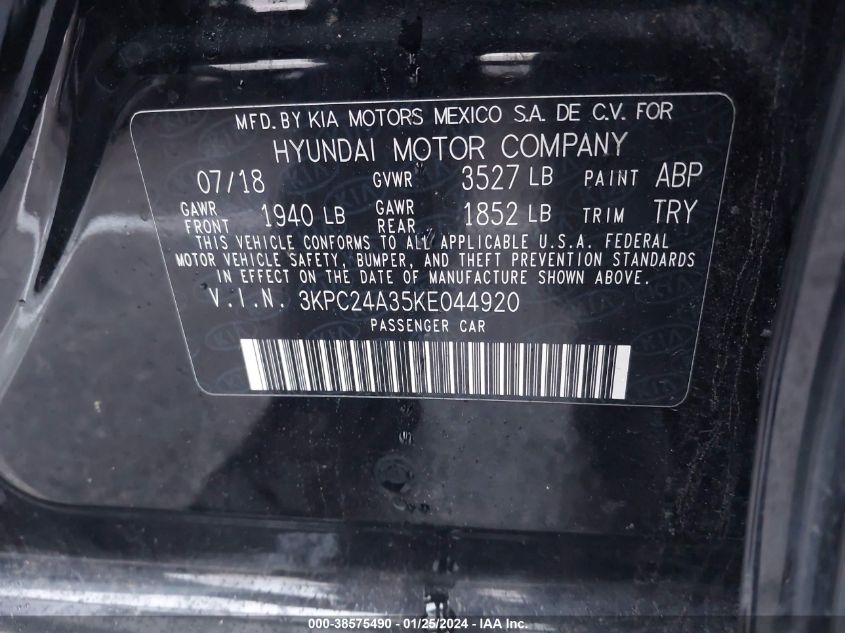 MFD. BY KIA MOTORS MEXICO S.A. DE C.V. FOR
HYUNDAI MOTOR COMPANY
07/18 GVWR 3527 LB PAINT ABP
GAWR FRONT 1940 LB GAWR REAR 1852 LB TRIM TRY
THIS VEHICLE CONFORMS TO ALL APPLICABLE U.S.A. FEDERAL
MOTOR VEHICLE SAFETY, BUMPER, AND THEFT PREVENTION STANDARDS
IN EFFECT ON THE DATE OF MANUFACTURE SHOWN ABOVE.
V.I.N. 3KPC24A35KE044920
PASSENGER CAR
000-38575490 - 01/25/2024 - IAA Inc.